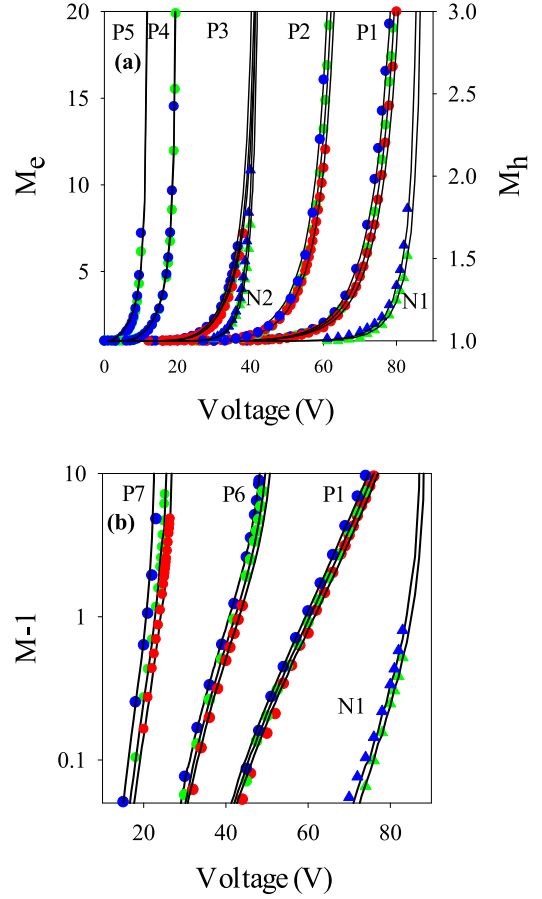 20 P5 P4 P3 P2 P1 3.0
(a)
15 2.5
Me 10 2.0 Mh
5 N2 N1 1.5
1.0
0 20 40 60 80
Voltage (V)
10 P7 P6 P1
(b)
M-1 1
N1
0.1
20 40 60 80
Voltage (V)